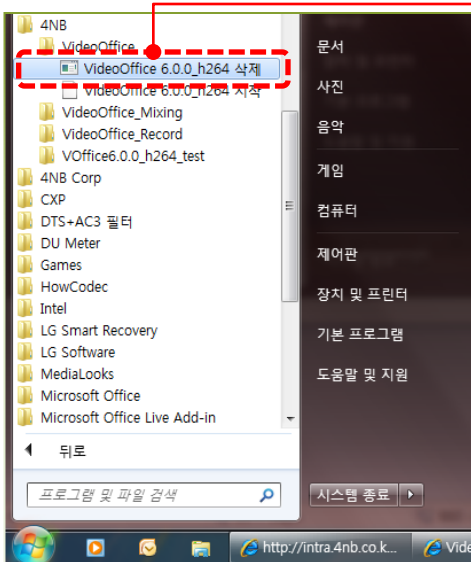 4NB
VideoOffice
VideoOffice 6.0.0_h264 삭제
VideoOffice 6.0.0_h264 시작
VideoOffice_Mixing
VideoOffice_Record
VOffice6.0.0_h264_test
4NB Corp
CXP
DTS+AC3 필터
DU Meter
Games
HowCodec
Intel
LG Smart Recovery
LG Software
MediaLooks
Microsoft Office
Microsoft Office Live Add-in
뒤로
프로그램 및 파일 검색
문서
사진
음악
게임
컴퓨터
제어판
장치 및 프린터
기본 프로그램
도움말 및 지원
시스템 종료
http://intra.4nb.co.k...
Vide